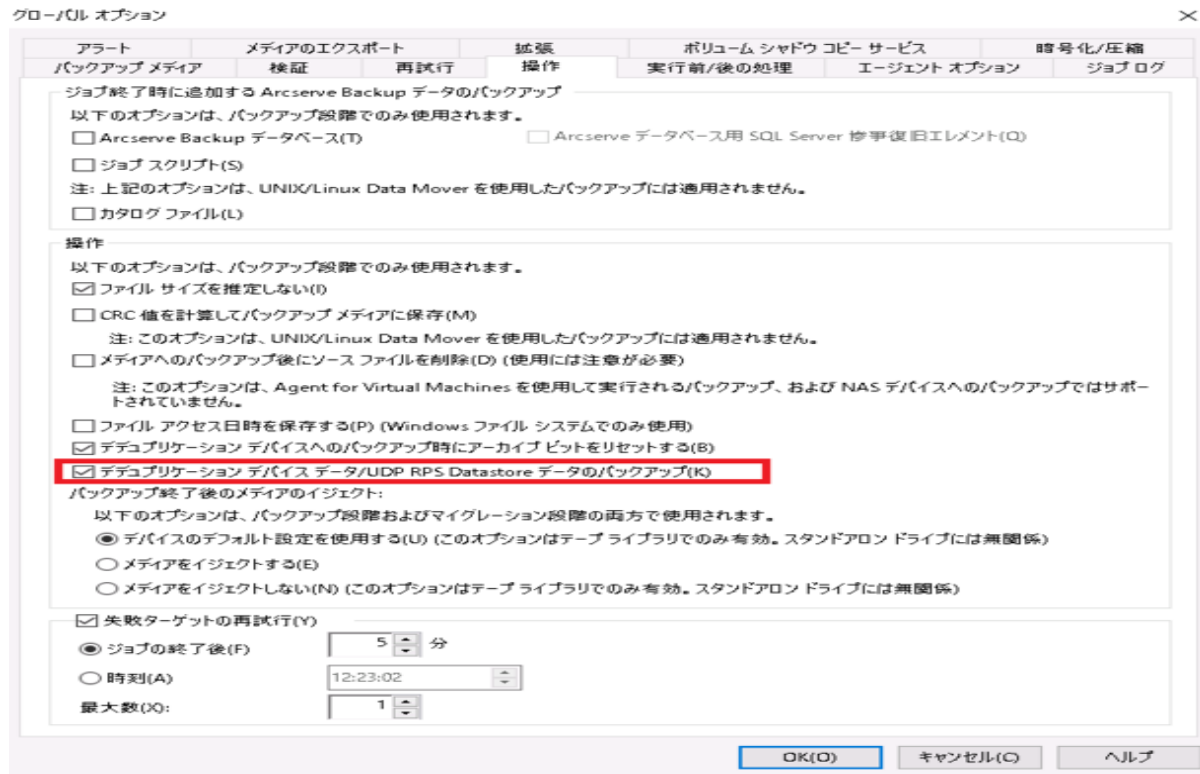 グローバル オプション
アラート メディアのエクスポート 拡張 ボリューム シャドウ コピー サービス 暗号化/圧縮
バックアップ メディア 検証 再試行 操作 実行前/後の処理 エージェント オプション ジョブ ログ
ジョブ終了時に追加する Arcserve Backup データのバックアップ
以下のオプションは、バックアップ段階でのみ使用されます。
Arcserve Backup データベース(T) Arcserve データベース用 SQL Server 惨事復旧エレメント(Q)
ジョブ スクリプト(S)
注: 上記のオプションは、UNIX/Linux Data Mover を使用したバックアップには適用されません。
カタログ ファイル(L)
操作
以下のオプションは、バックアップ段階でのみ使用されます。
ファイル サイズを推定しない(I)
CRC 値を計算してバックアップ メディアに保存(M)
注: このオプションは、UNIX/Linux Data Mover を使用したバックアップには適用されません。
メディアへのバックアップ後にソース ファイルを削除(D) (使用には注意が必要)
注: このオプションは、Agent for Virtual Machines を使用して実行されるバックアップ、および NAS デバイスへのバックアップではサポー
トされていません。
ファイル アクセス日時を保存する(P) (Windows ファイル システムでのみ使用)
デデュプリケーション デバイスへのバックアップ時にアーカイブ ビットをリセットする(B)
デデュプリケーション デバイス データ/UDP RPS Datastore データのバックアップ(K)
バックアップ終了後のメディアのイジェクト:
以下のオプションは、バックアップ段階およびマイグレーション段階の両方で使用されます。
デバイスのデフォルト設定を使用する(U) (このオプションはテープ ライブラリでのみ有効。スタンドアロン ドライブには無関係)
メディアをイジェクトする(E)
メディアをイジェクトしない(N) (このオプションはテープ ライブラリでのみ有効。スタンドアロン ドライブには無関係)
失敗ターゲットの再試行(Y)
ジョブの終了後(F) 5 分
時刻(A) 12:23:02
最大数(X): 1
OK(O) キャンセル(C) ヘルプ